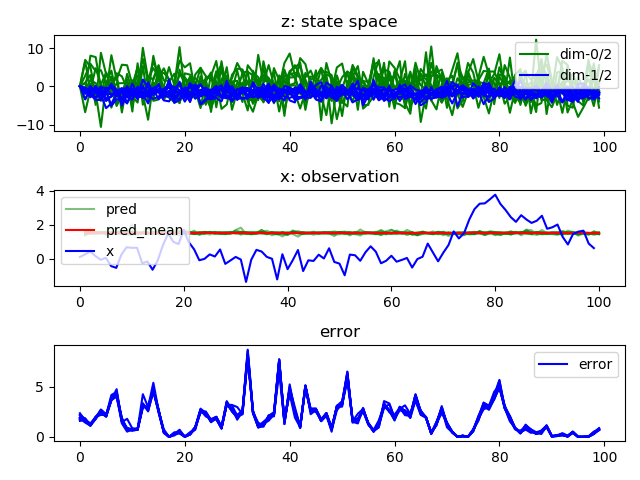 z: state space
10
0
−10
dim-0/2
dim-1/2
0 20 40 60 80 100
x: observation
4
2
0
pred
pred_mean
x
0 20 40 60 80 100
error
5
0
error
0 20 40 60 80 100